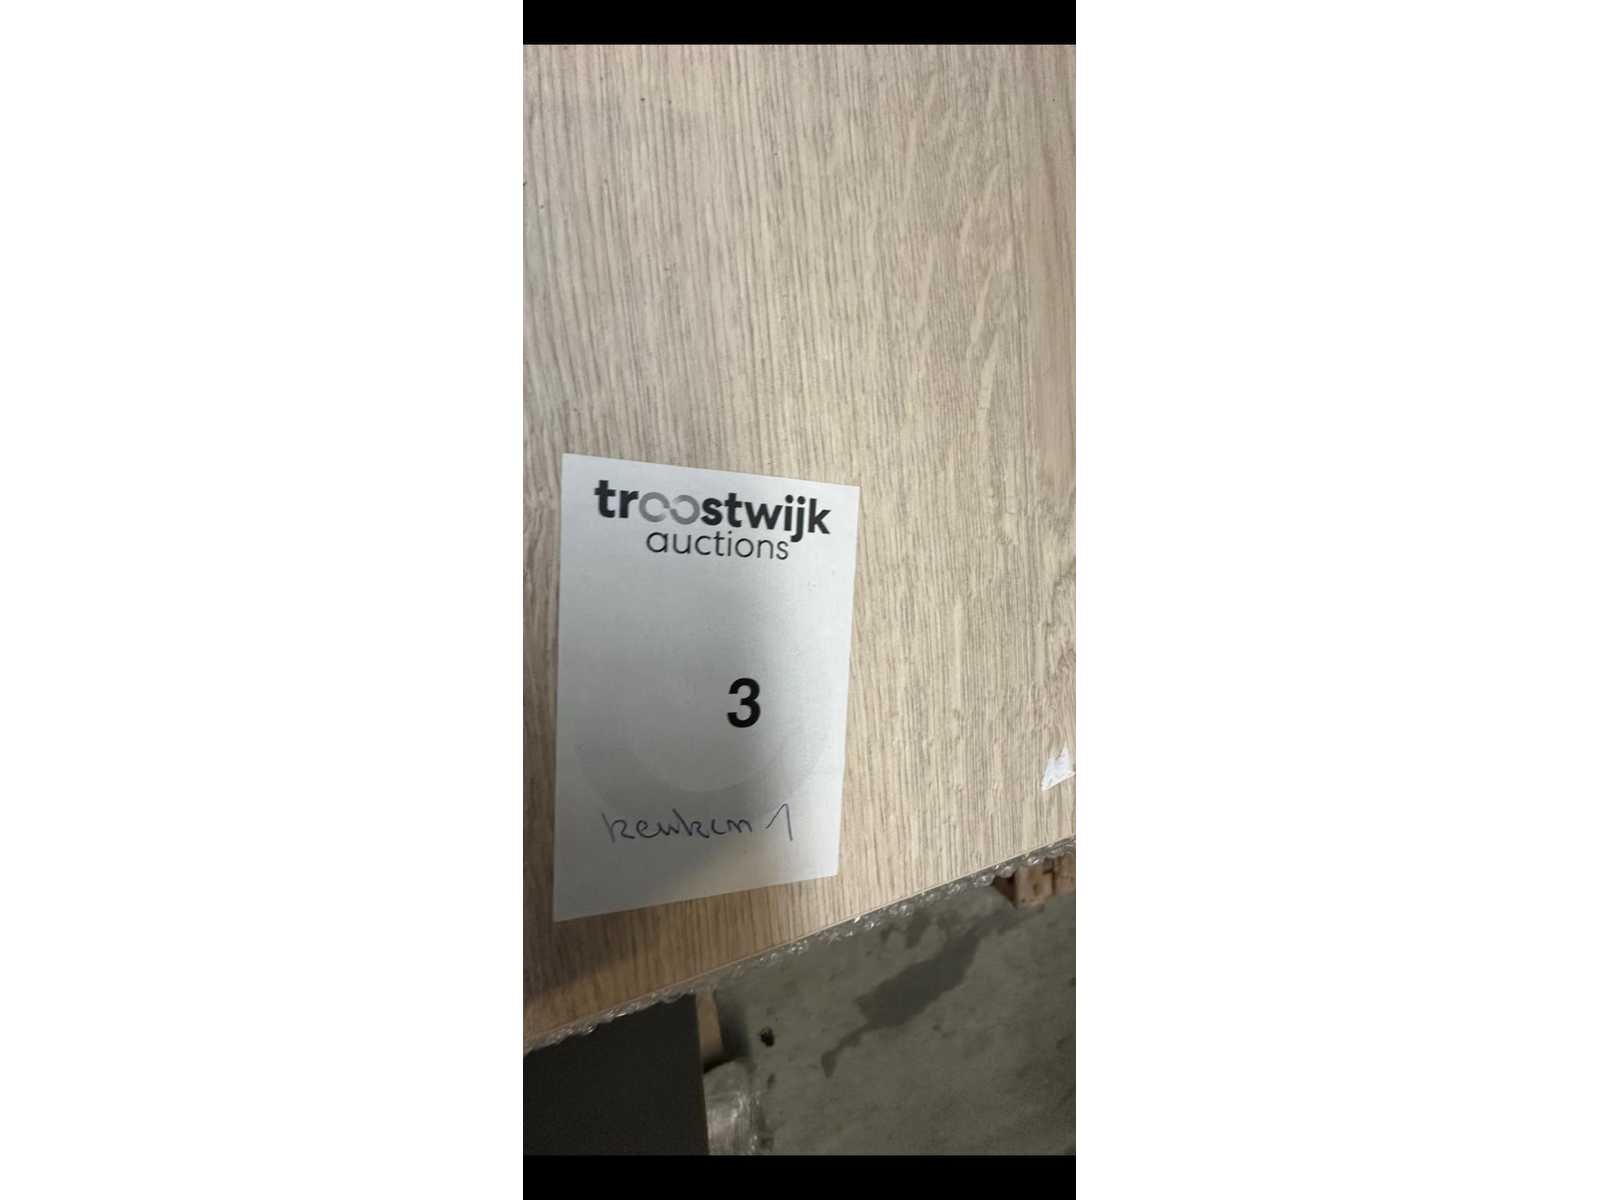 troostwijk
auctions
3
keuken 1